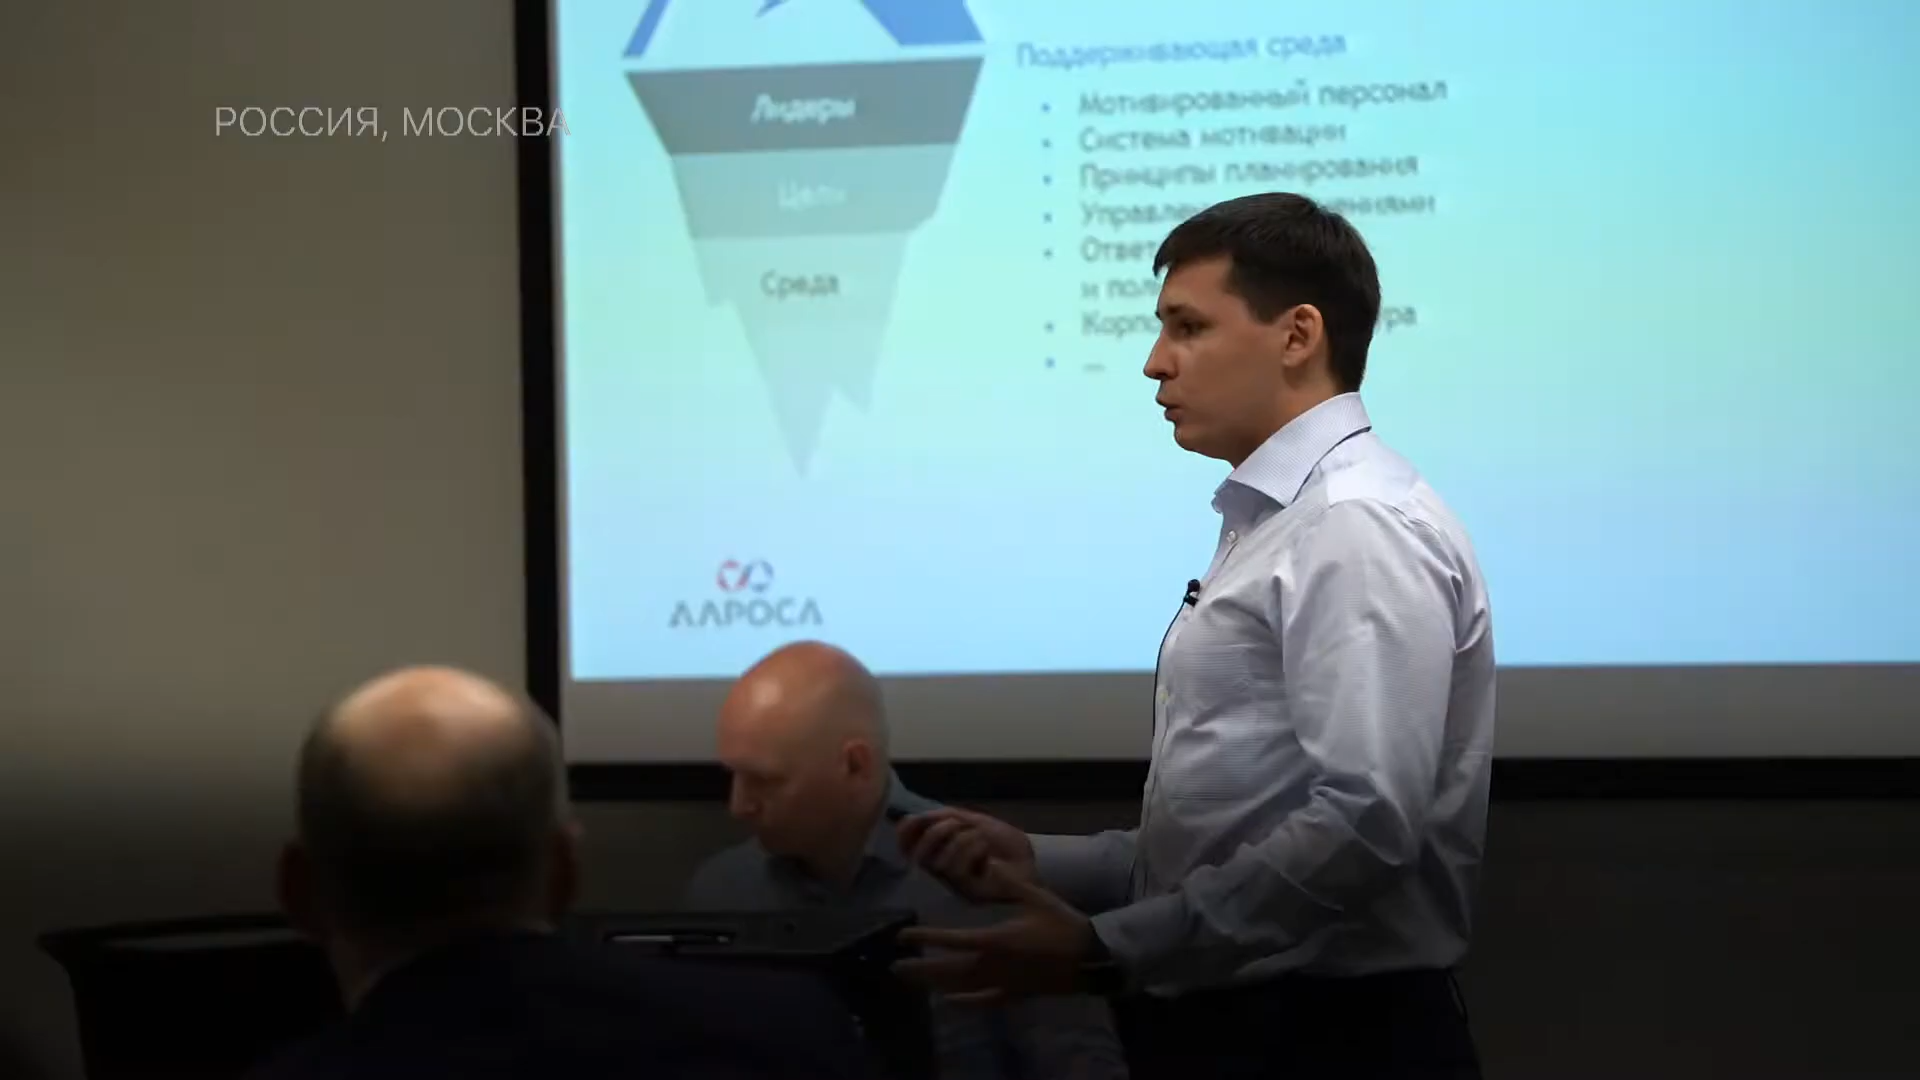 РОССИЯ, МОСКВА
Поддерживающая среда
Лидеры
Цели
Среда
• Мотивированный персонал
• Система мотивации
• Принципы планирования
•
•
• ...
АЛРОСА